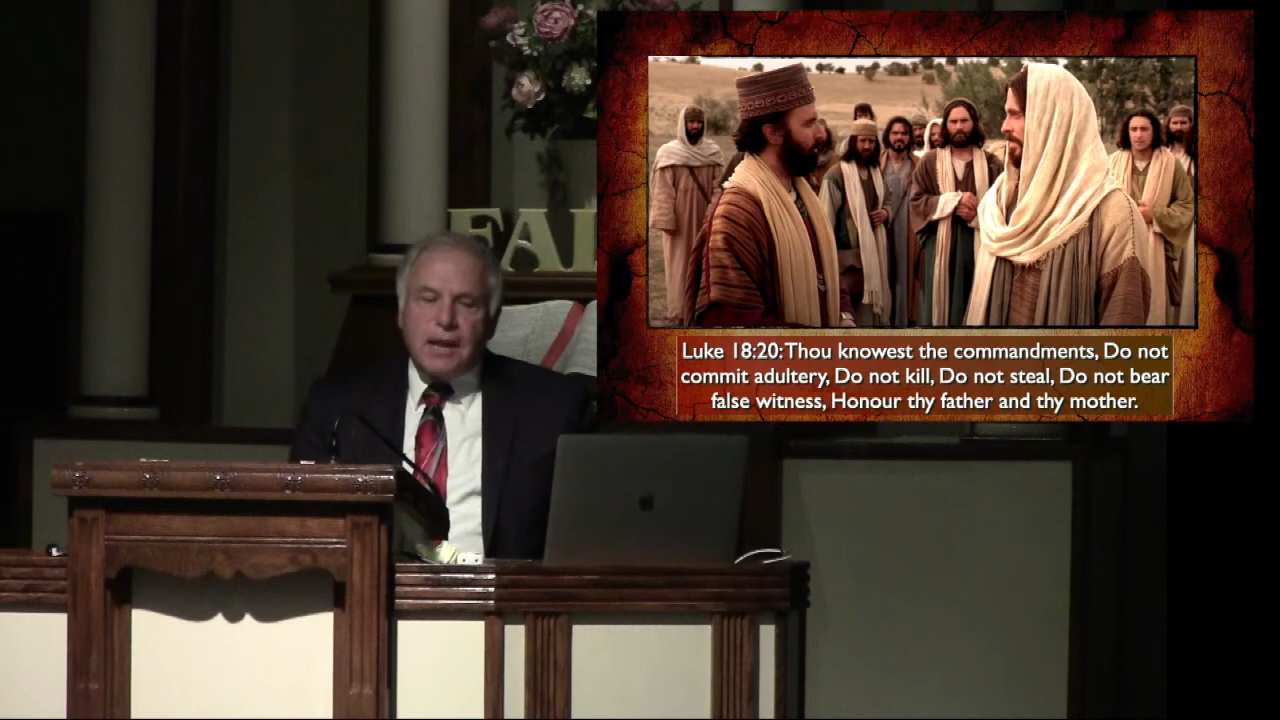 FAI
Luke 18:20: Thou knowest the commandments, Do not
commit adultery, Do not kill, Do not steal, Do not bear
false witness, Honour thy father and thy mother.